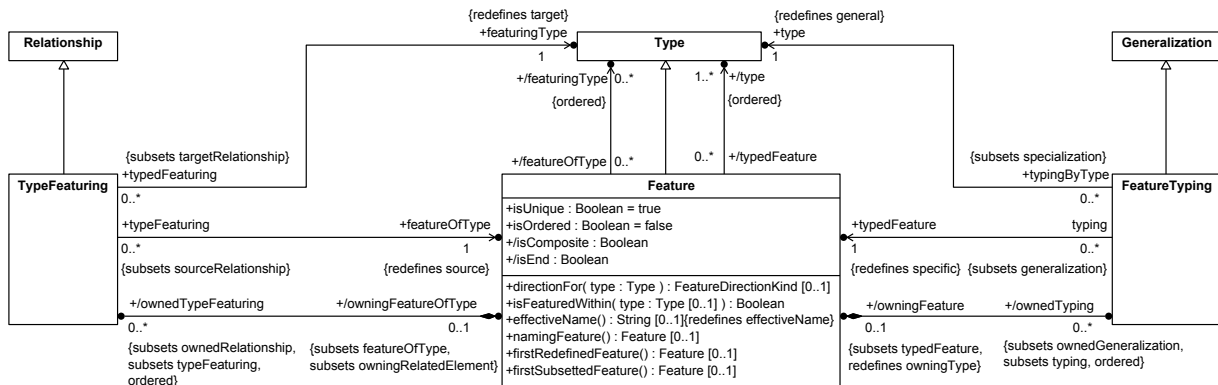 {redefines target}
+featuringType
1
{redefines general}
+type
1
Relationship
Type
Generalization
+/featuringType
0..*
{ordered}
1..*
+/type
{ordered}
{subsets targetRelationship}
+typedFeaturing
0..*
+/featureOfType
0..*
0..*
+/typedFeature
{subsets specialization}
+typingByType
0..*
TypeFeaturing
Feature
FeatureTyping
+isUnique : Boolean = true
+isOrdered : Boolean = false
+/isComposite : Boolean
+/isEnd : Boolean
+typeFeaturing
0..*
{subsets sourceRelationship}
+featureOfType
1
{redefines source}
+typedFeature
1
{redefines specific}
typing
0..*
{subsets generalization}
+directionFor( type : Type ) : FeatureDirectionKind [0..1]
+isFeaturedWithin( type : Type [0..1] ) : Boolean
+effectiveName() : String [0..1]{redefines effectiveName}
+namingFeature() : Feature [0..1]
+firstRedefinedFeature() : Feature [0..1]
+firstSubsettedFeature() : Feature [0..1]
+/ownedTypeFeaturing
0..*
{subsets ownedRelationship,
subsets typeFeaturing,
ordered}
+/owningFeatureOfType
0..1
{subsets featureOfType,
subsets owningRelatedElement}
+/owningFeature
0..1
{subsets typedFeature,
redefines owningType}
+/ownedTyping
0..*
{subsets ownedGeneralization,
subsets typing, ordered}